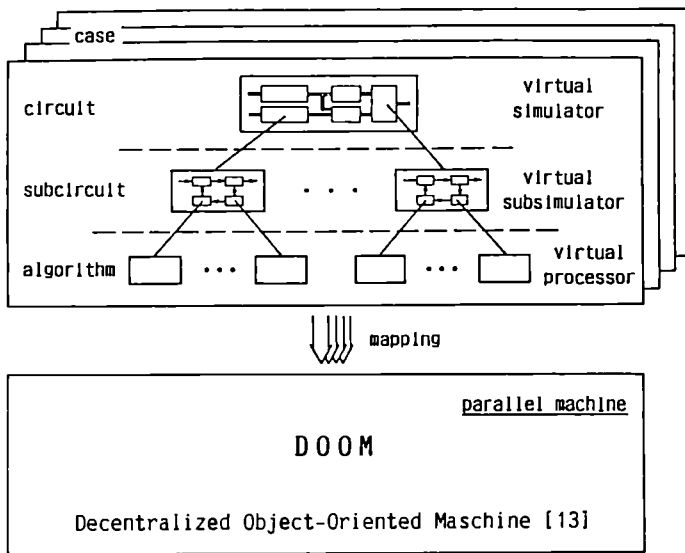 case
circuit
virtual
simulator
subcircuit
virtual
subsimulator
algorithm
virtual
processor
mapping
parallel machine
DOOM
Decentralized Object-Oriented Maschine [13]